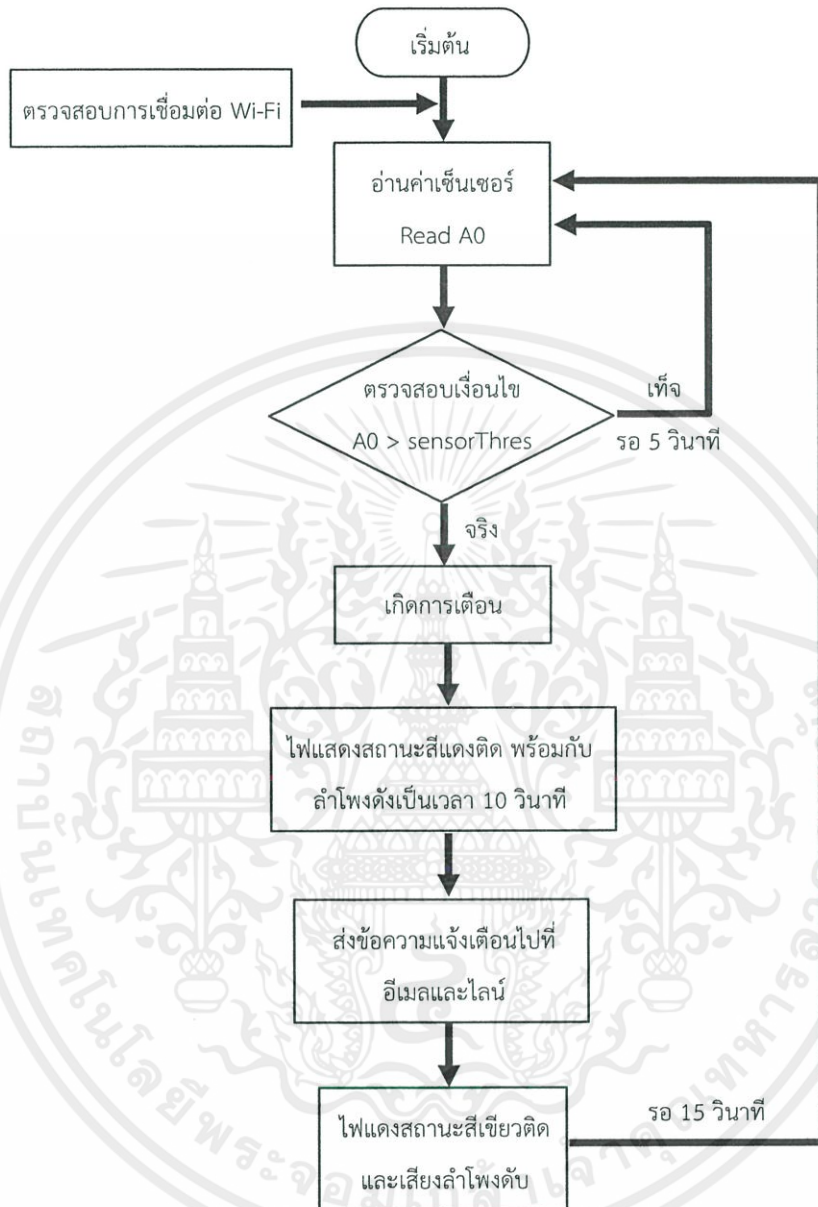 เริ่มต้น
ตรวจสอบการเชื่อมต่อ Wi-Fi
อ่านค่าเซ็นเซอร์
Read A0
ตรวจสอบเงื่อนไข
A0 > sensorThres
เท็จ
รอ 5 วินาที
จริง
เกิดการเตือน
ไฟแสดงสถานะสีแดงติด พร้อมกับ
ลำโพงดังเป็นเวลา 10 วินาที
ส่งข้อความแจ้งเตือนไปที่
อีเมลและไลน์
ไฟแดงสถานะสีเขียวติด
และเสียงลำโพงดับ
รอ 15 วินาที